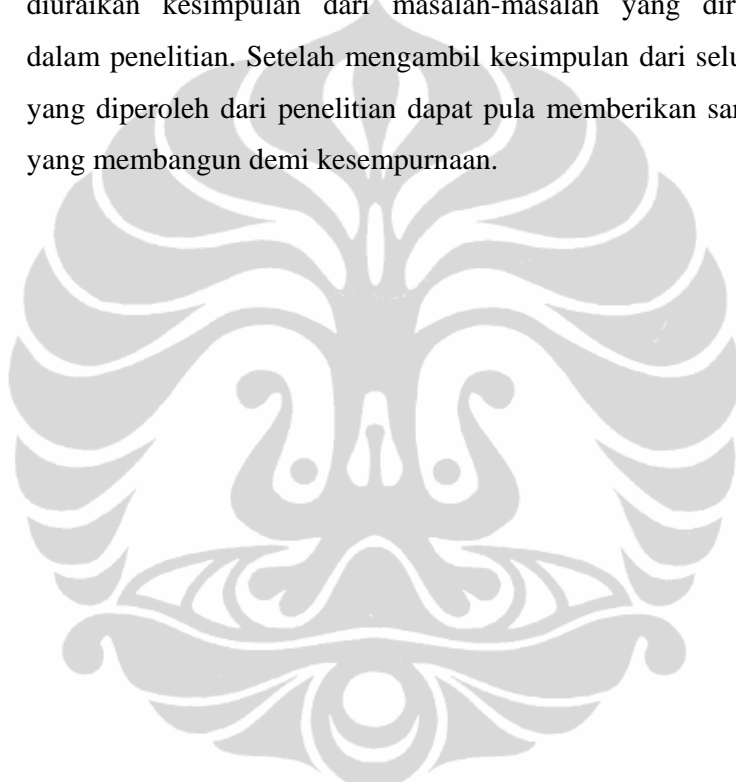 diuraikan kesimpulan dari masalah-masalah yang
dalam penelitian. Setelah mengambil kesimpulan dari
yang diperoleh dari penelitian dapat pula memberikan
yang membangun demi kesempurnaan.